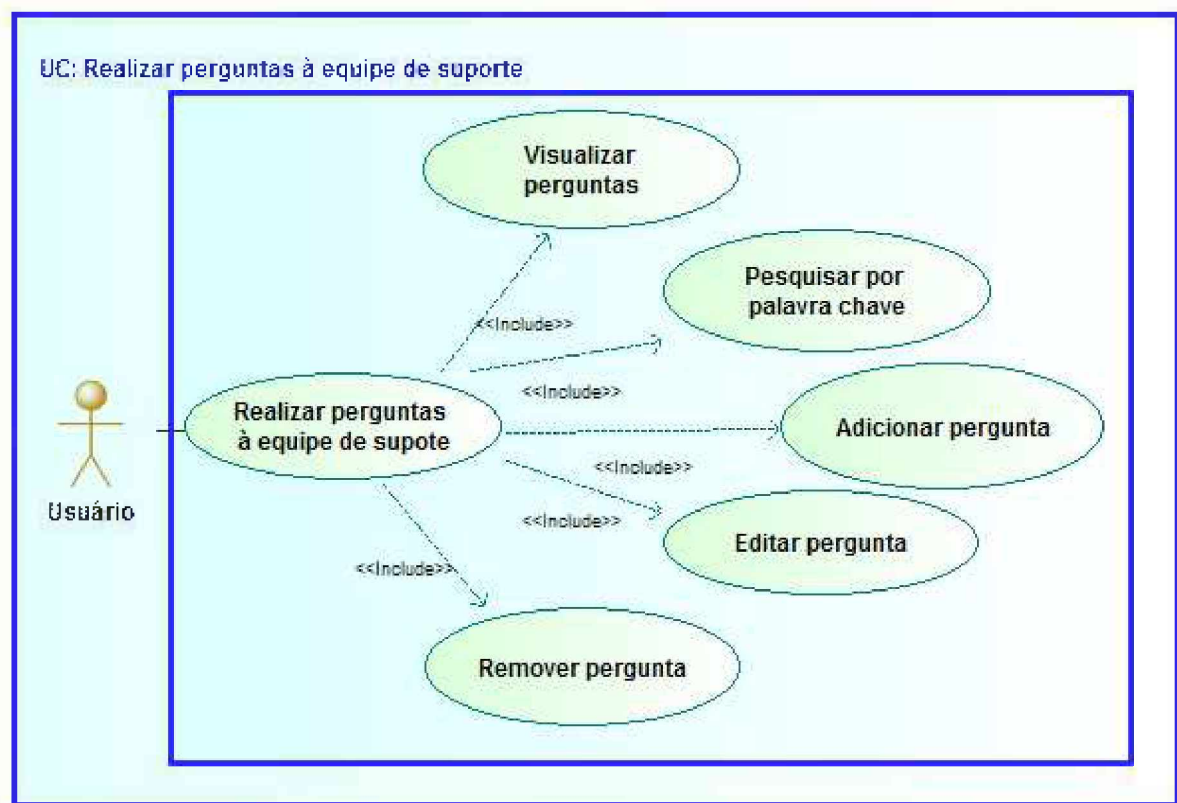 UC: Realizar perguntas à equipe de suporte
Visualizar
perguntas
Pesquisar por
palavra chave
<<Include>>
<<Include>>
Realizar perguntas
à equipe de supote
Adicionar pergunta
<<Include>>
Usuário
<<Include>>
Editar pergunta
<<Include>>
Remover pergunta